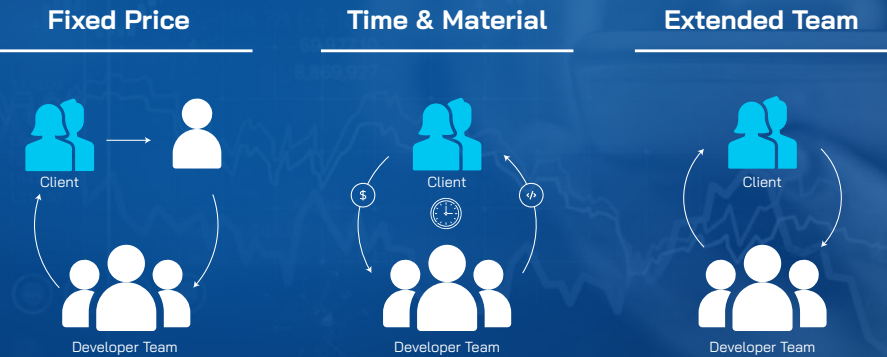 Fixed Price
Time & Material
Extended Team
Client
Client
Client
$
</>
Developer Team
Developer Team
Developer Team